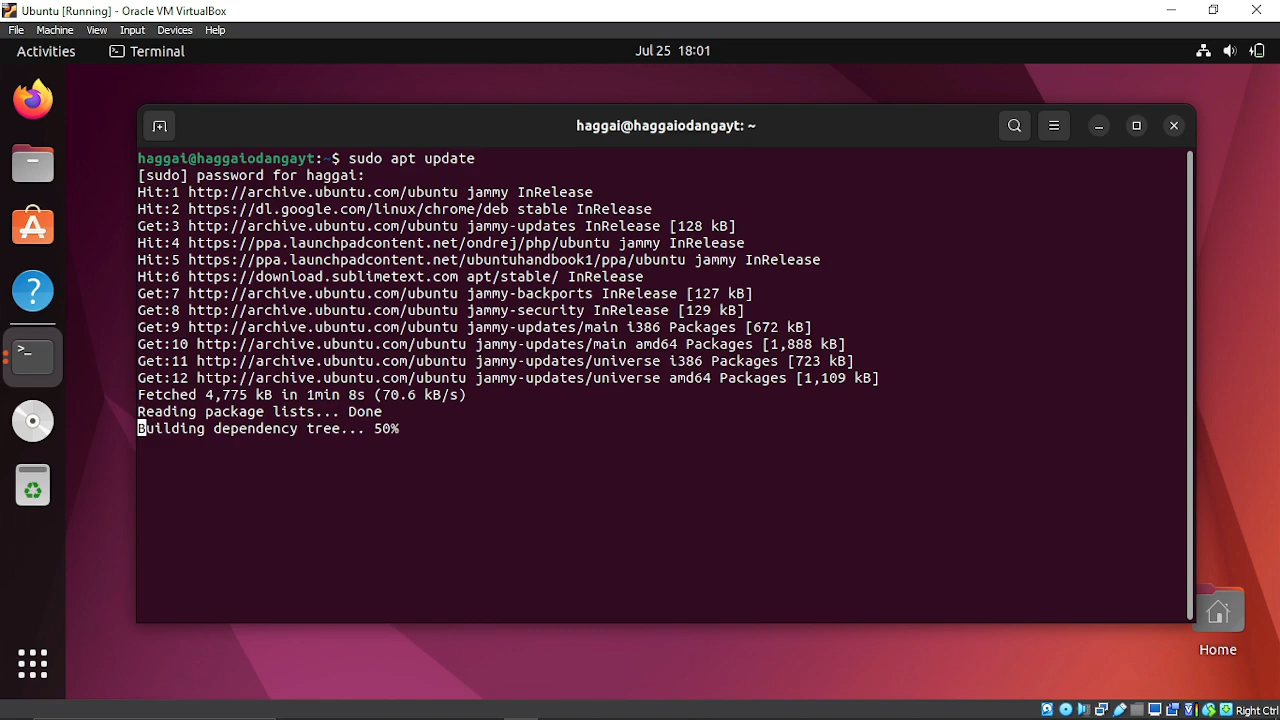 Ubuntu [Running] - Oracle VM VirtualBox
File Machine View Input Devices Help
Activities Terminal Jul 25 18:01
haggai@haggaiodangayt: ~
haggai@haggaiodangayt:~$ sudo apt update
[sudo] password for haggai:
Hit:1 http://archive.ubuntu.com/ubuntu jammy InRelease
Hit:2 https://dl.google.com/linux/chrome/deb stable InRelease
Get:3 http://archive.ubuntu.com/ubuntu jammy-updates InRelease [128 kB]
Hit:4 https://ppa.launchpadcontent.net/ondrej/php/ubuntu jammy InRelease
Hit:5 https://ppa.launchpadcontent.net/ubuntuhandbook1/ppa/ubuntu jammy InRelease
Hit:6 https://download.sublimetext.com apt/stable/ InRelease
Get:7 http://archive.ubuntu.com/ubuntu jammy-backports InRelease [127 kB]
Get:8 http://archive.ubuntu.com/ubuntu jammy-security InRelease [129 kB]
Get:9 http://archive.ubuntu.com/ubuntu jammy-updates/main i386 Packages [672 kB]
Get:10 http://archive.ubuntu.com/ubuntu jammy-updates/main amd64 Packages [1,888 kB]
Get:11 http://archive.ubuntu.com/ubuntu jammy-updates/universe i386 Packages [723 kB]
Get:12 http://archive.ubuntu.com/ubuntu jammy-updates/universe amd64 Packages [1,109 kB]
Fetched 4,775 kB in 1min 8s (70.6 kB/s)
Reading package lists... Done
Building dependency tree... 50%
Home
Right Ctrl